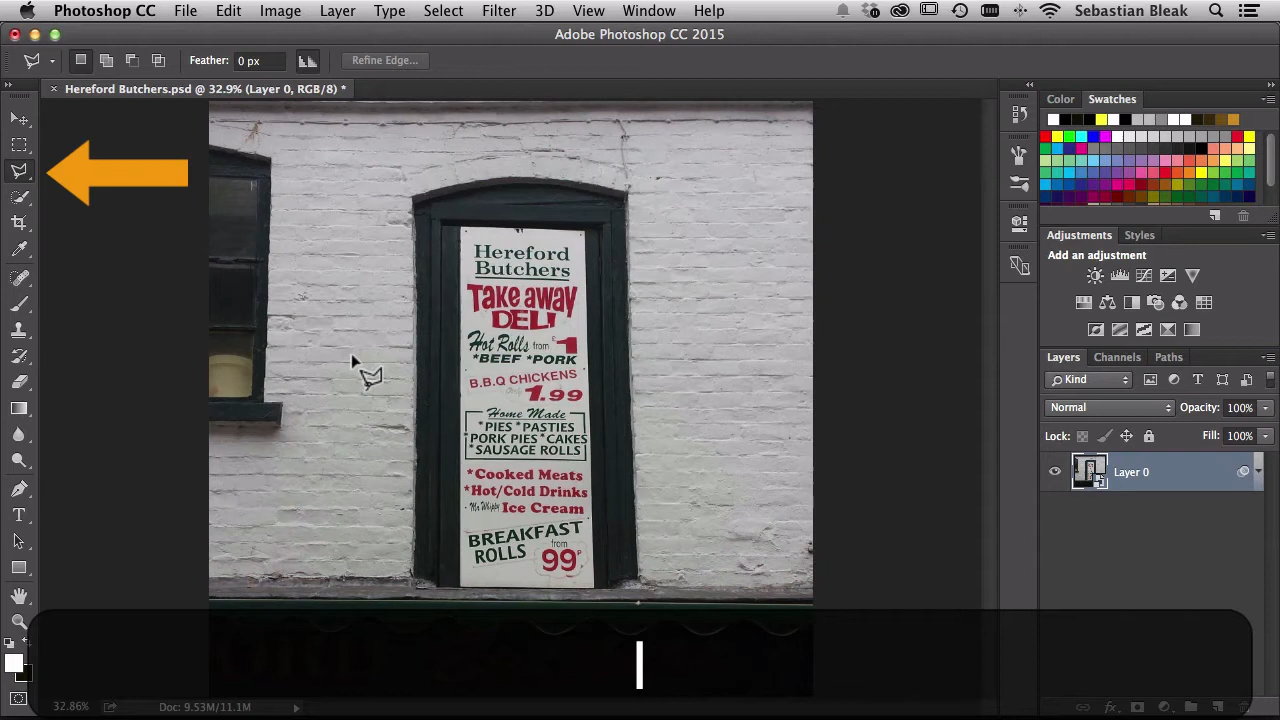 Photoshop CC File Edit Image Layer Type Select Filter 3D View Window Help Sebastian Bleak
Adobe Photoshop CC 2015
Feather: 0 px Refine Edge...
Hereford Butchers.psd @ 32.9% (Layer 0, RGB/8) *
Color Swatches
Hereford
Butchers
TAKE AWAY
DELI
Hot Rolls from £1
*BEEF *PORK
B.B.Q CHICKENS
Only 1.99
Home Made
*PIES *PASTIES
*PORK PIES *CAKES
*SAUSAGE ROLLS
*Cooked Meats
*Hot/Cold Drinks
Mr Whippy Ice Cream
BREAKFAST
ROLLS from
99P
Adjustments Styles
Add an adjustment
Layers Channels Paths
Kind
Normal Opacity: 100%
Lock: Fill: 100%
Layer 0
32.86% Doc: 9.53M/11.1M